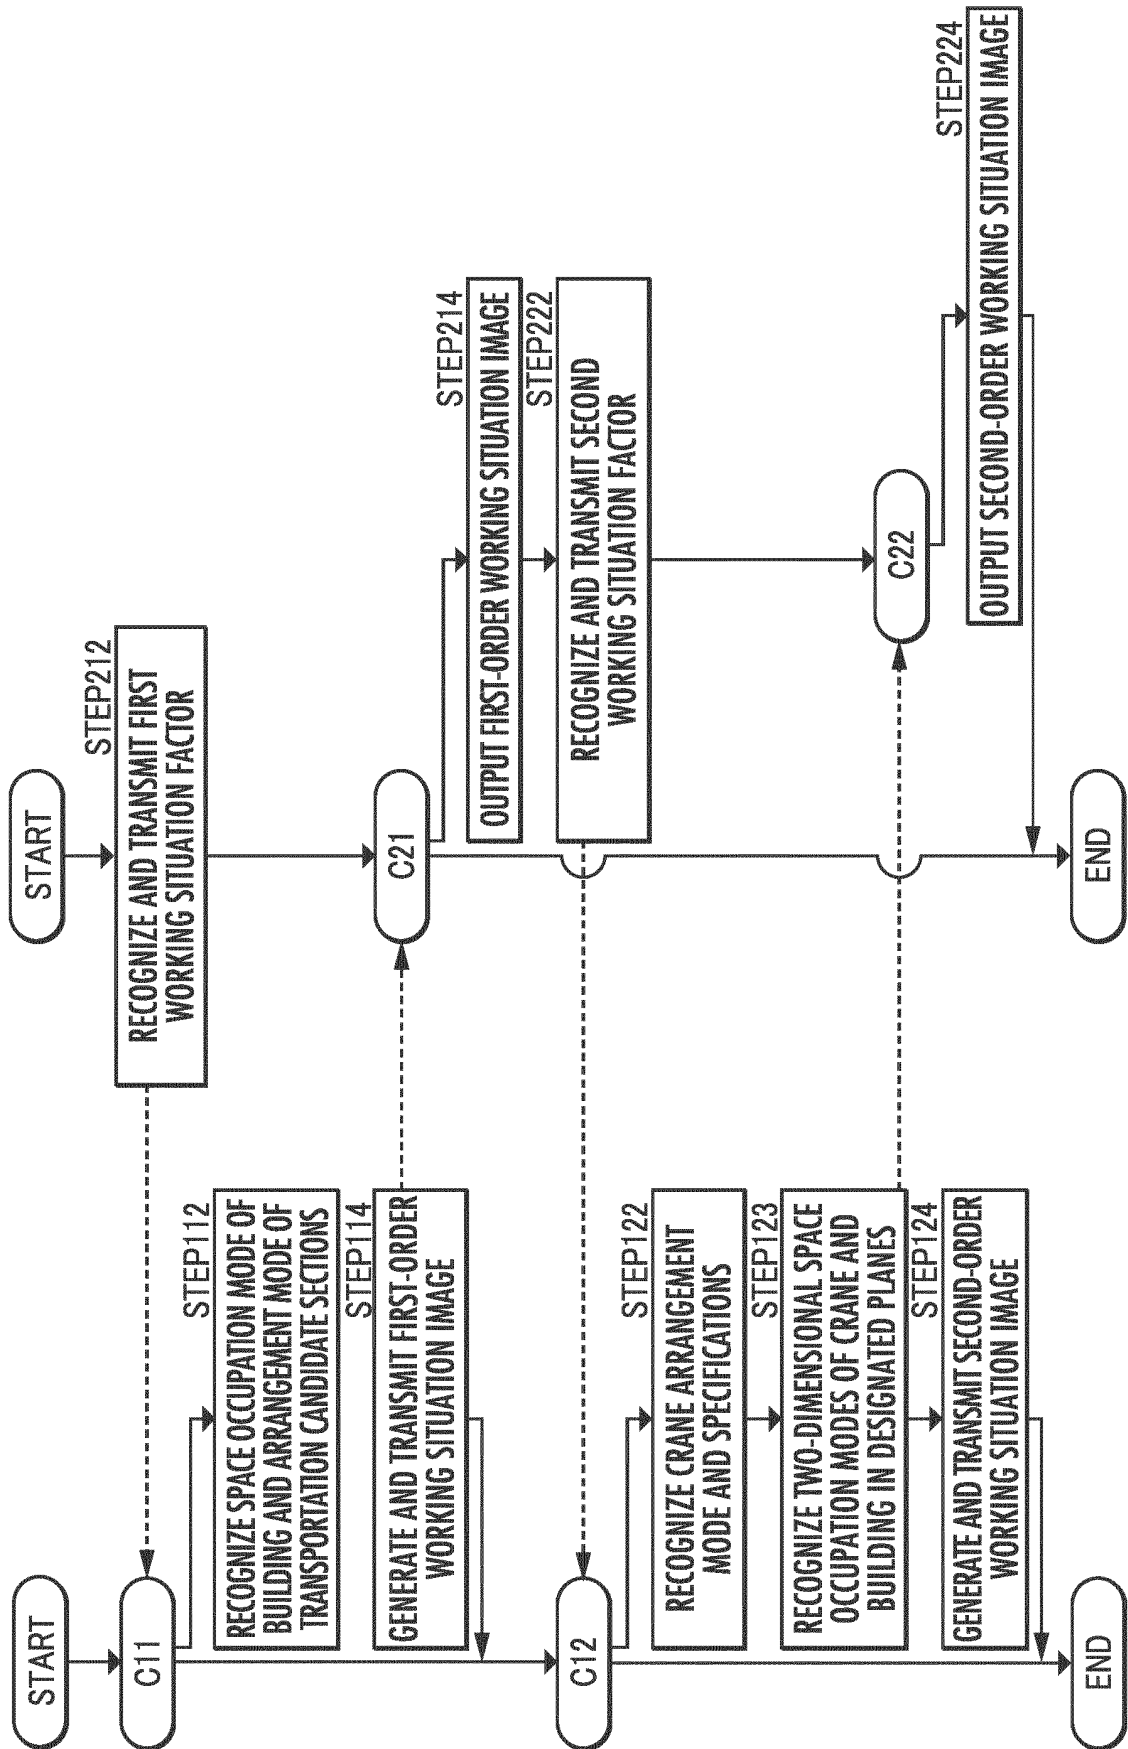 START
C11
STEP112
RECOGNIZE SPACE OCCUPATION MODE OF
BUILDING AND ARRANGEMENT MODE OF
TRANSPORTATION CANDIDATE SECTIONS
STEP114
GENERATE AND TRANSMIT FIRST-ORDER
WORKING SITUATION IMAGE
C12
STEP122
RECOGNIZE CRANE ARRANGEMENT
MODE AND SPECIFICATIONS
STEP123
RECOGNIZE TWO-DIMENSIONAL SPACE
OCCUPATION MODES OF CRANE AND
BUILDING IN DESIGNATED PLANES
STEP124
GENERATE AND TRANSMIT SECOND-ORDER
WORKING SITUATION IMAGE
END
START
STEP212
RECOGNIZE AND TRANSMIT FIRST
WORKING SITUATION FACTOR
C21
STEP214
OUTPUT FIRST-ORDER WORKING SITUATION IMAGE
STEP222
RECOGNIZE AND TRANSMIT SECOND
WORKING SITUATION FACTOR
C22
STEP224
OUTPUT SECOND-ORDER WORKING SITUATION IMAGE
END